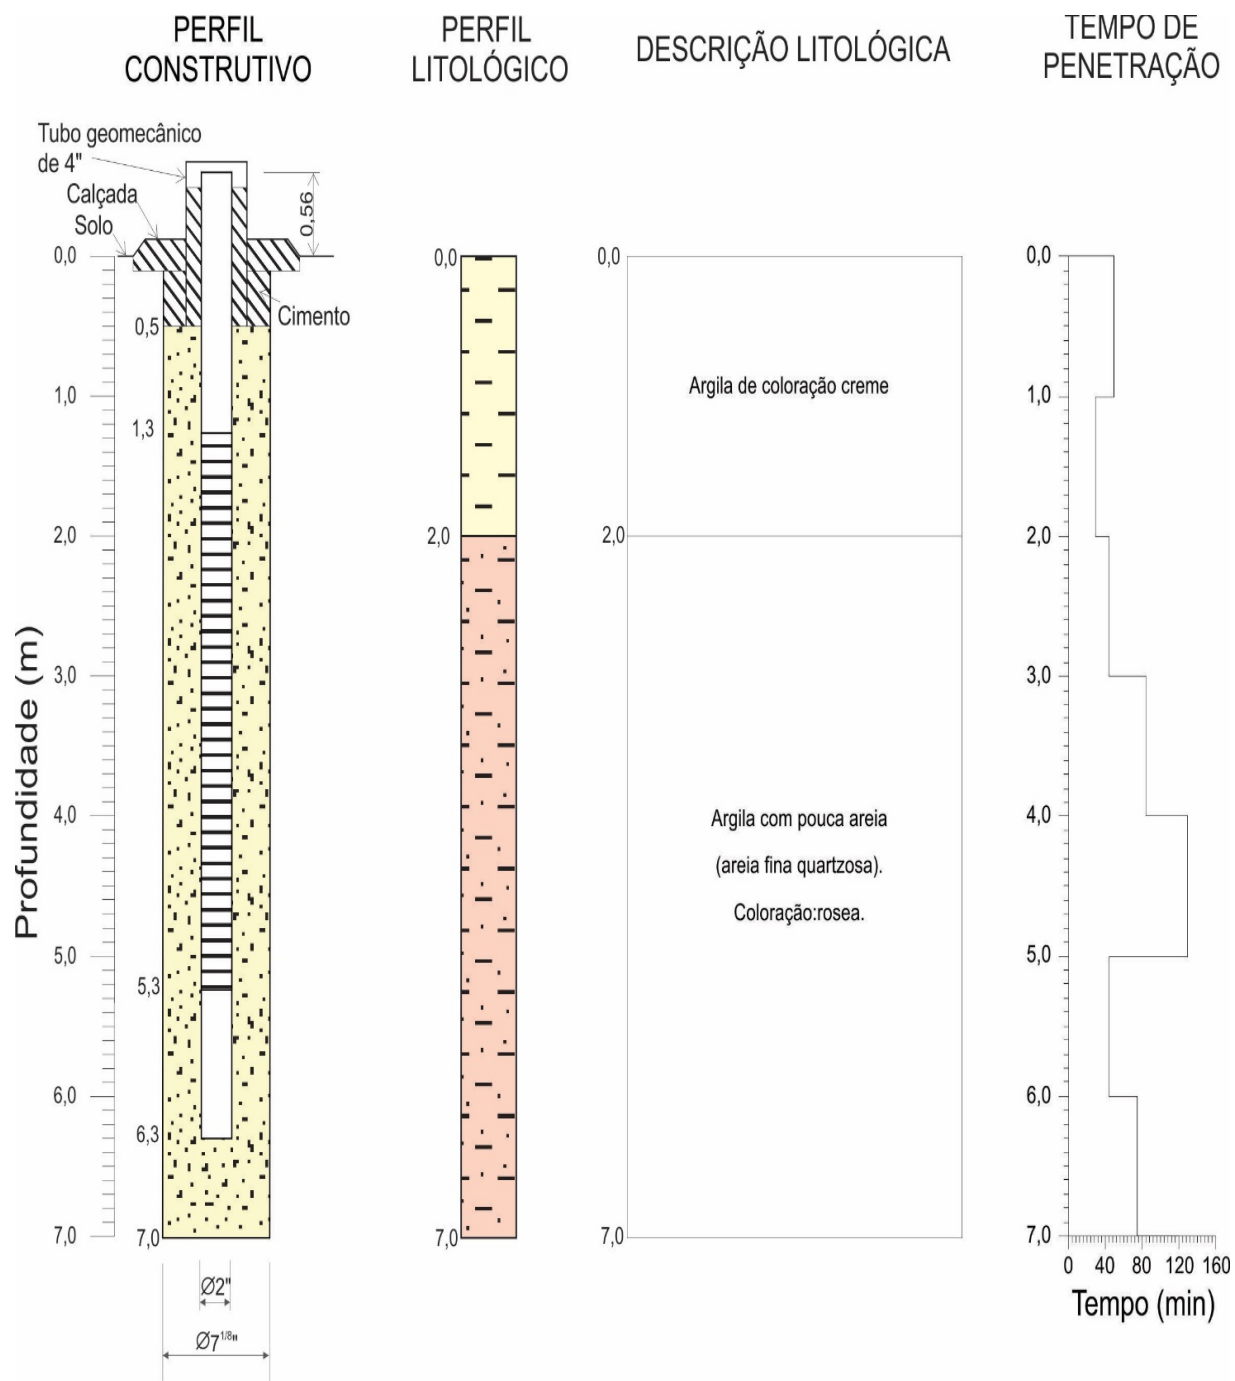 PERFIL
CONSTRUTIVO
PERFIL
LITOLÓGICO
DESCRIÇÃO LITOLÓGICA
TEMPO DE
PENETRAÇÃO
Tubo geomecânico
de 4"
Calçada
Solo
0,56
Cimento
Profundidade (m)
0,0
1,0
2,0
3,0
4,0
5,0
6,0
7,0
0,5
1,3
5,3
6,3
7,0
Ø2"
Ø7 1/8"
0,0
2,0
7,0
0,0
Argila de coloração creme
2,0
Argila com pouca areia
(areia fina quartzosa).
Coloração:rosea.
7,0
0,0
1,0
2,0
3,0
4,0
5,0
6,0
7,0
0 40 80 120 160
Tempo (min)